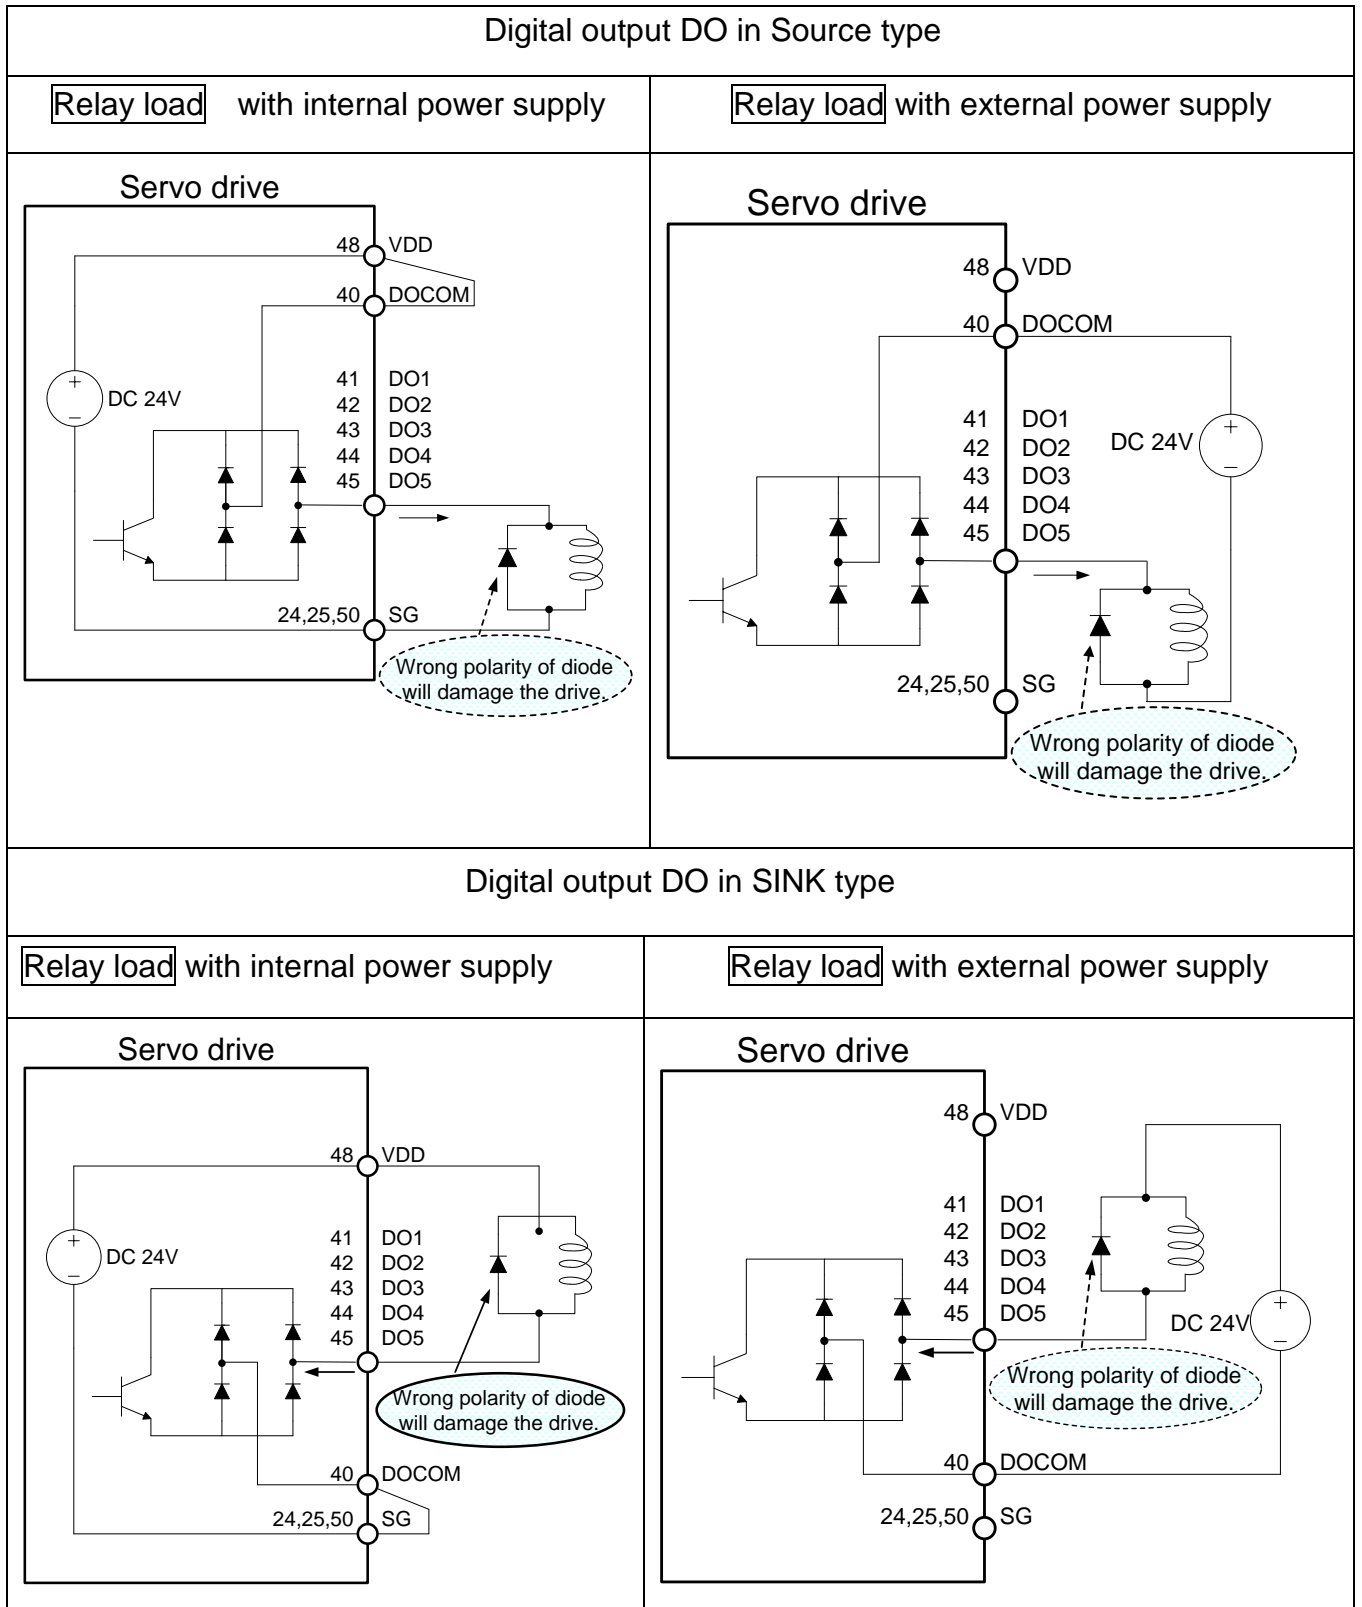 Digital output DO in Source type
Relay load with internal power supply
Relay load with external power supply
Servo drive
48 VDD
40 DOCOM
+
DC 24V
−
41 DO1
42 DO2
43 DO3
44 DO4
45 DO5
24,25,50 SG
Wrong polarity of diode
will damage the drive.
Servo drive
48 VDD
40 DOCOM
41 DO1
42 DO2
43 DO3
44 DO4
45 DO5
+
DC 24V
−
24,25,50 SG
Wrong polarity of diode
will damage the drive.
Digital output DO in SINK type
Relay load with internal power supply
Relay load with external power supply
Servo drive
48 VDD
+
DC 24V
−
41 DO1
42 DO2
43 DO3
44 DO4
45 DO5
Wrong polarity of diode
will damage the drive.
40 DOCOM
24,25,50 SG
Servo drive
48 VDD
41 DO1
42 DO2
43 DO3
44 DO4
45 DO5
+
DC 24V
−
Wrong polarity of diode
will damage the drive.
40 DOCOM
24,25,50 SG